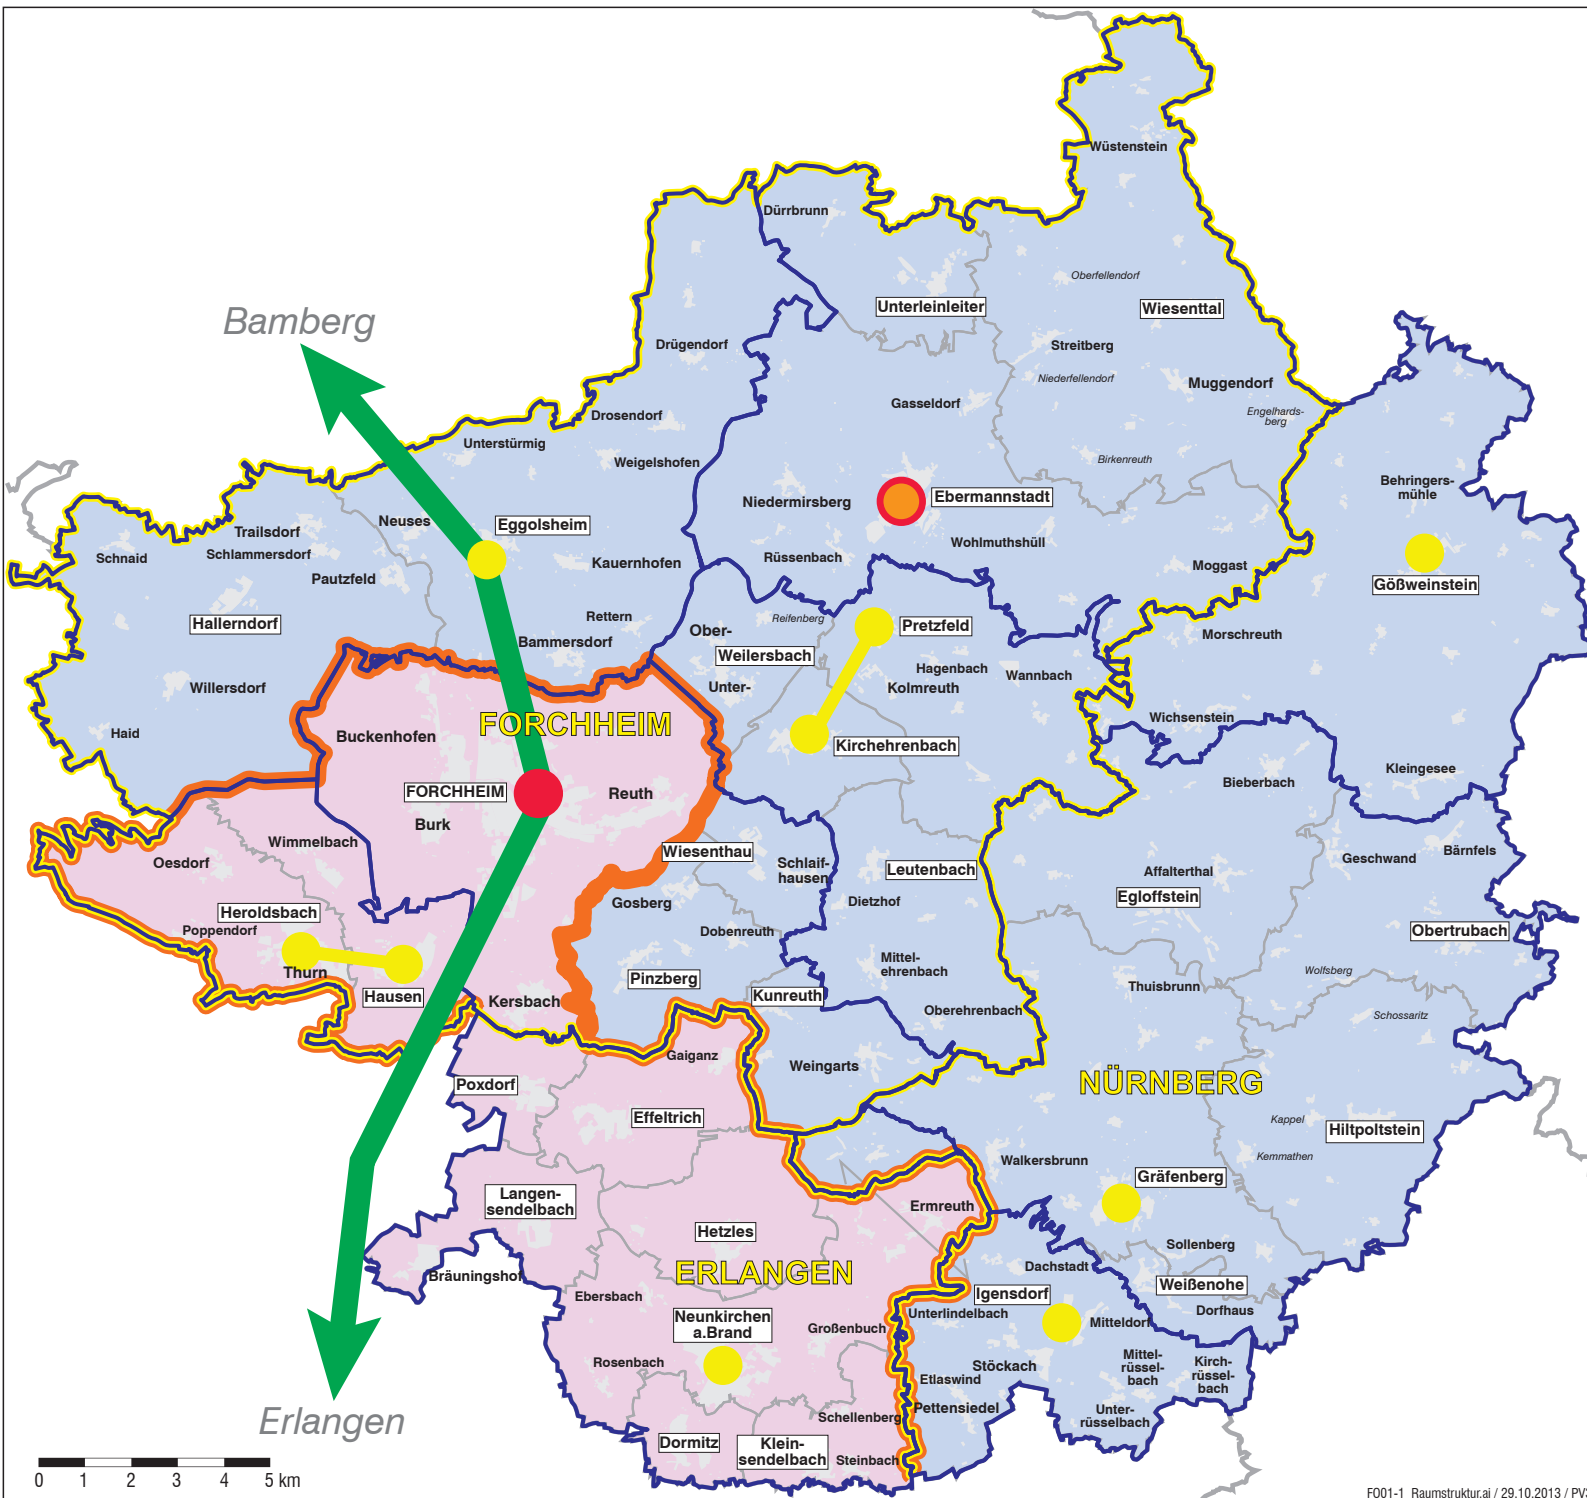 Wüstenstein
Dürrbrunn
Oberfellendorf
Unterleinleiter
Wiesenttal
Bamberg
Drügendorf
Streitberg
Niederfellendorf
Muggendorf
Gasseldorf
Engelhards-
berg
Drosendorf
Unterstürmig
Weigelshofen
Birkenreuth
Behringers-
mühle
Niedermirsberg
Ebermannstadt
Neuses
Eggolsheim
Trailsdorf
Schnaid
Schlammersdorf
Pautzfeld
Kauernhofen
Rüssenbach
Wohlmuthshüll
Moggast
Gößweinstein
Hallerndorf
Rettern
Reifenberg
Pretzfeld
Bammersdorf
Ober-
Weilersbach
Unter-
Morschreuth
Hagenbach
Wannbach
Kolmreuth
Willersdorf
Haid
FORCHHEIM
Buckenhofen
Wichsenstein
Kirchehrenbach
Kleingesee
Bieberbach
FORCHHEIM
Reuth
Burk
Wimmelbach
Oesdorf
Wiesenthau
Schlaif-
hausen
Leutenbach
Geschwand
Bärnfels
Affalterthal
Egloffstein
Heroldsbach
Poppendorf
Gosberg
Dietzhof
Dobenreuth
Obertrubach
Thurn
Hausen
Mittel-
ehrenbach
Wolfsberg
Pinzberg
Kunreuth
Thuisbrunn
Kersbach
Oberehrenbach
Schossaritz
Gaiganz
Weingarts
Poxdorf
NÜRNBERG
Effeltrich
Kappel
Hiltpoltstein
Kemmathen
Walkersbrunn
Gräfenberg
Langen-
sendelbach
Ermreuth
Hetzles
Sollenberg
Dachstadt
Bräuningshof
ERLANGEN
Weißenohe
Ebersbach
Igensdorf
Unterlindelbach
Dorfhaus
Neunkirchen
a.Brand
Großenbuch
Mitteldorf
Rosenbach
Stöckach
Etlaswind
Mittel-
rüssel-
bach
Kirch-
rüssel-
bach
Pettensiedel
Unter-
rüsselbach
Schellenberg
Erlangen
Dormitz
Klein-
sendelbach
Steinbach
0 1 2 3 4 5 km
FO01-1 Raumstruktur.ai / 29.10.2013 / PV3